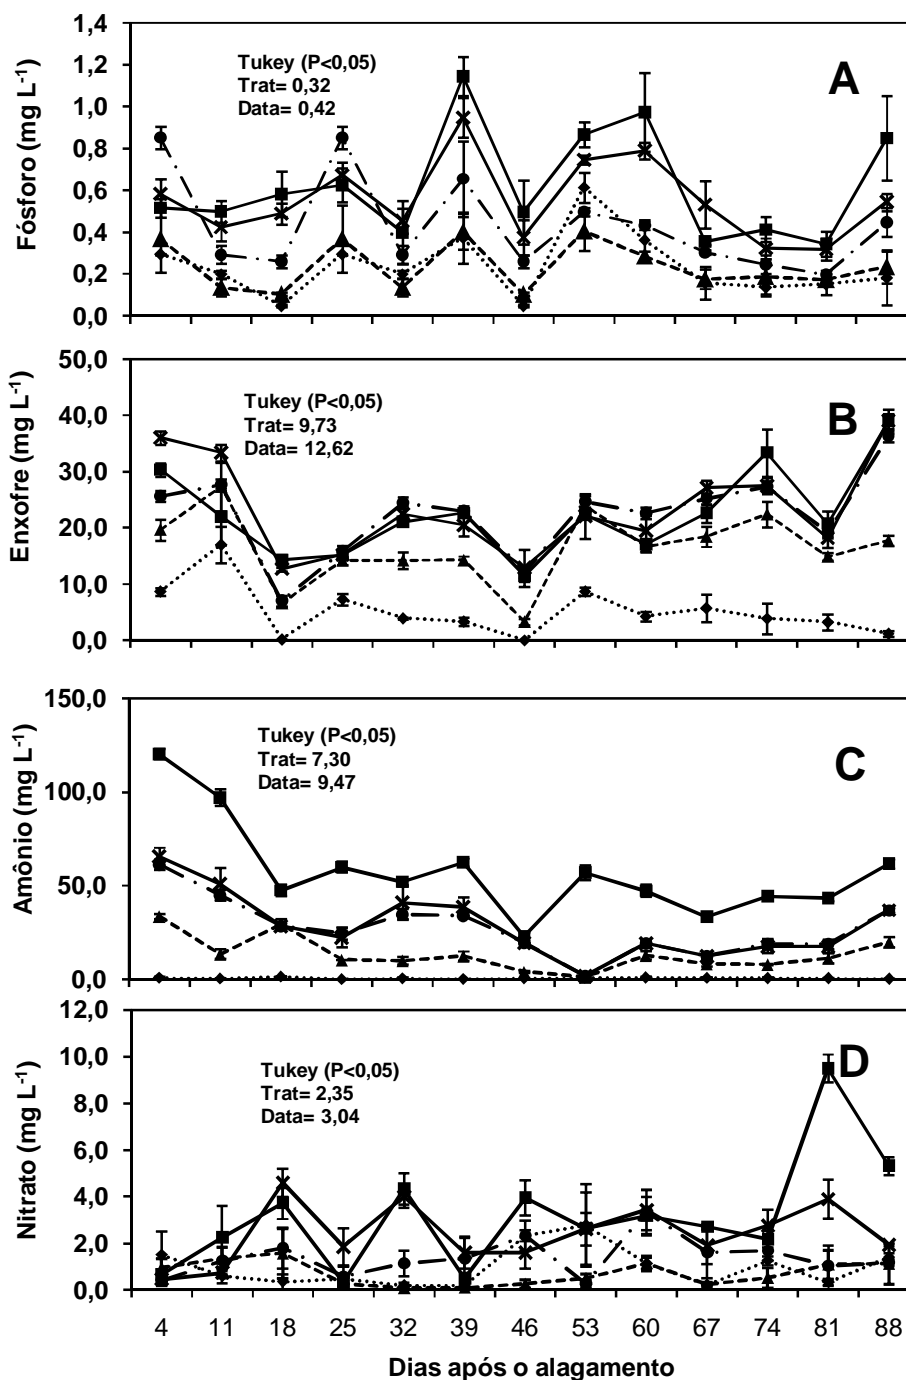 Fósforo (mg L-1)
1,4
1,2
1,0
0,8
0,6
0,4
0,2
0,0
Tukey (P<0,05)
Trat= 0,32
Data= 0,42
A
Enxofre (mg L-1)
50,0
40,0
30,0
20,0
10,0
0,0
Tukey (P<0,05)
Trat= 9,73
Data= 12,62
B
Amônio (mg L-1)
150,0
100,0
50,0
0,0
Tukey (P<0,05)
Trat= 7,30
Data= 9,47
C
Nitrato (mg L-1)
12,0
10,0
8,0
6,0
4,0
2,0
0,0
Tukey (P<0,05)
Trat= 2,35
Data= 3,04
D
4 11 18 25 32 39 46 53 60 67 74 81 88
Dias após o alagamento